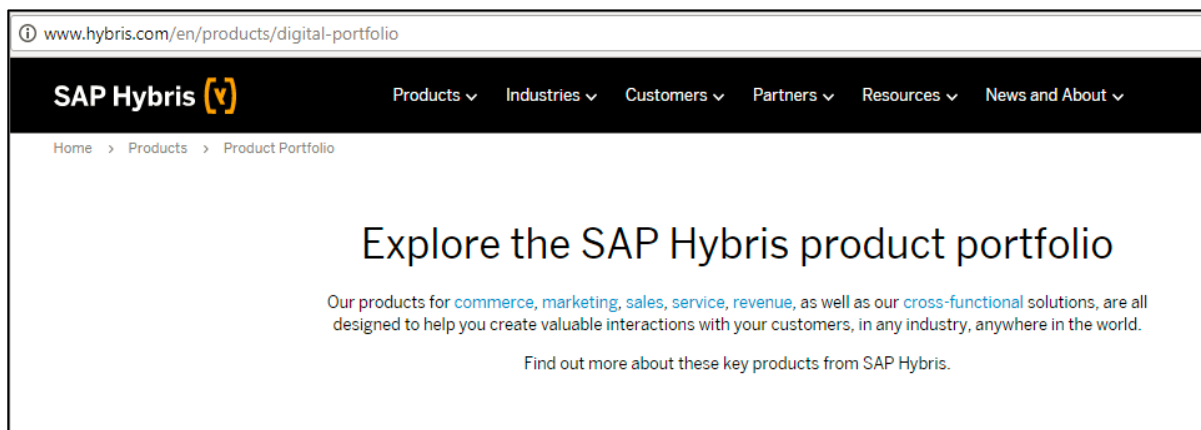 www.hybris.com/en/products/digital-portfolio
SAP Hybris Products Industries Customers Partners Resources News and About
Home > Products > Product Portfolio
Explore the SAP Hybris product portfolio
Our products for commerce, marketing, sales, service, revenue, as well as our cross-functional solutions, are all
designed to help you create valuable interactions with your customers, in any industry, anywhere in the world.
Find out more about these key products from SAP Hybris.